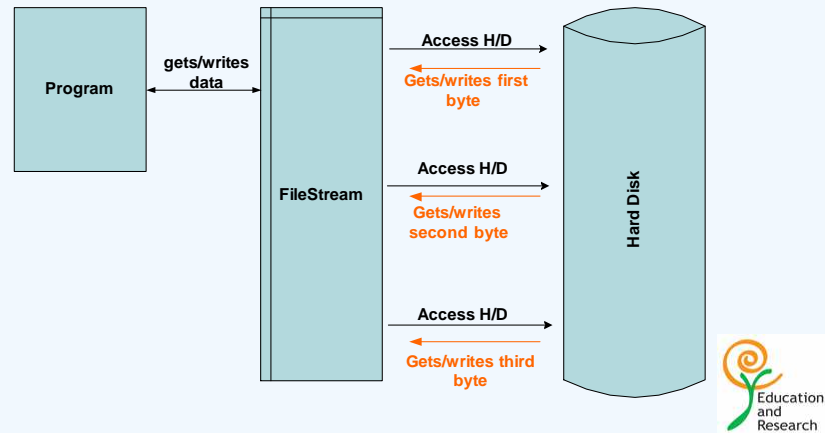 Program
gets/writes
data
FileStream
Access H/D
Gets/writes first
byte
Access H/D
Gets/writes
second byte
Access H/D
Gets/writes third
byte
Hard Disk
Education
and
Research